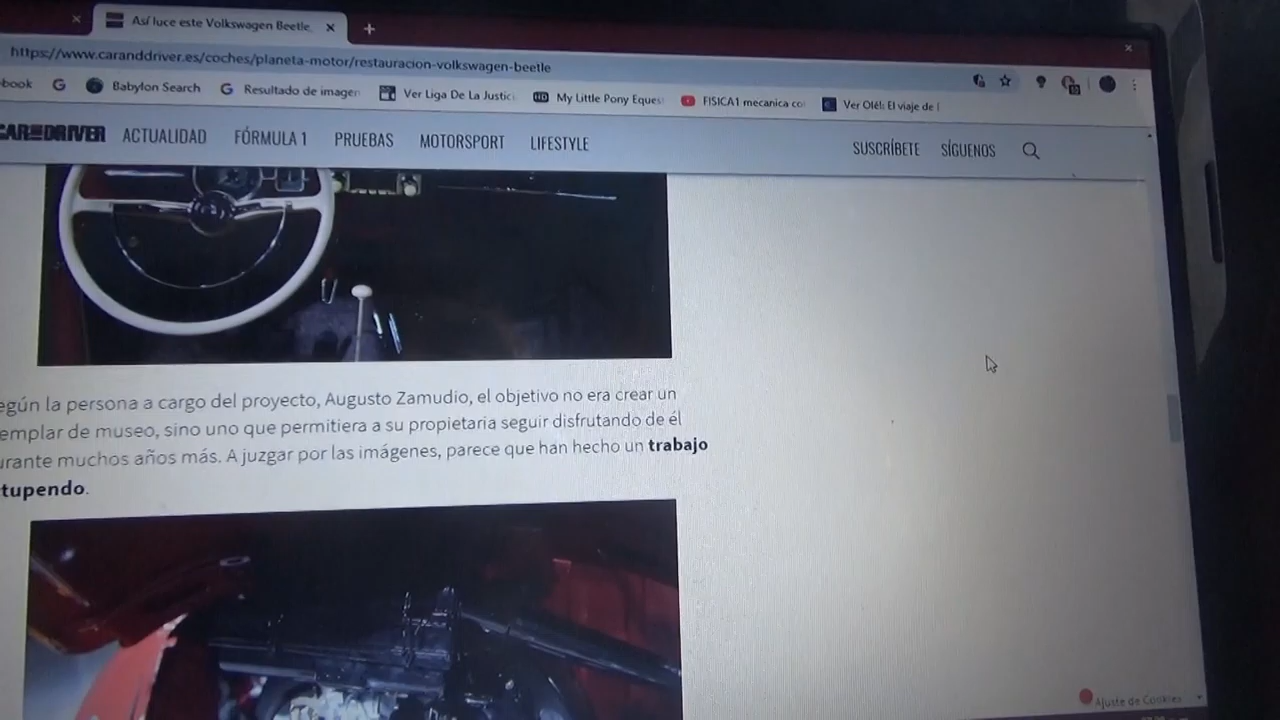 Así luce este Volkswagen Beetle
https://www.caranddriver.es/coches/planeta-motor/restauracion-volkswagen-beetle
book Babylon Search Resultado de imagen Ver Liga De La Justic My Little Pony Eques FISICA1 mecanica co Ver Olé!: El viaje de
CAR AND DRIVER ACTUALIDAD FÓRMULA 1 PRUEBAS MOTORSPORT LIFESTYLE SUSCRÍBETE SÍGUENOS
egún la persona a cargo del proyecto, Augusto Zamudio, el objetivo no era crear un
emplar de museo, sino uno que permitiera a su propietaria seguir disfrutando de él
urante muchos años más. A juzgar por las imágenes, parece que han hecho un trabajo
tupendo.
Ajuste de Cookies